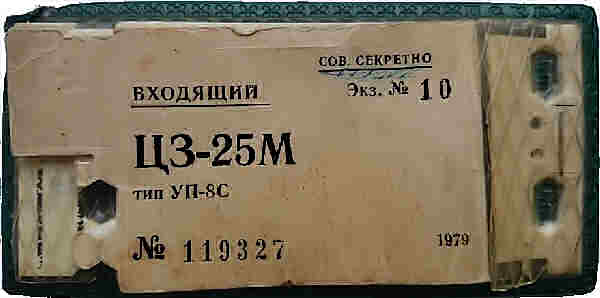 СОВ. СЕКРЕТНО
ВХОДЯЩИЙ
Экз. № 10
ЦЗ-25М
тип УП-8С
№ 119327
1979